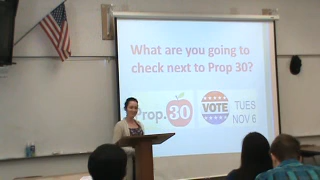 What are you going to
check next to Prop 30?
Prop.30
VOTE
TUES
NOV 6